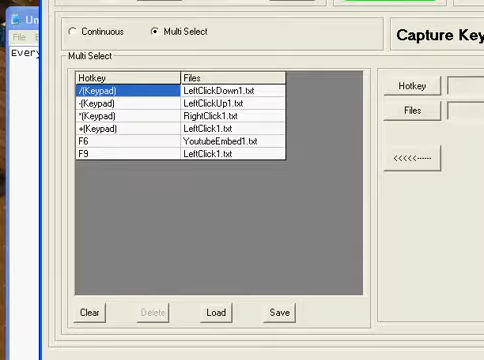 Un
File
Every
Continuous
Multi Select
Capture Key
Multi Select
Hotkey Files
/(Keypad) LeftClickDown1.txt
-(Keypad) LeftClickUp1.txt
*(Keypad) RightClick1.txt
+(Keypad) LeftClick1.txt
F6 YoutubeEmbed1.txt
F9 LeftClick1.txt
Hotkey
Files
<<<<<------
Clear
Delete
Load
Save